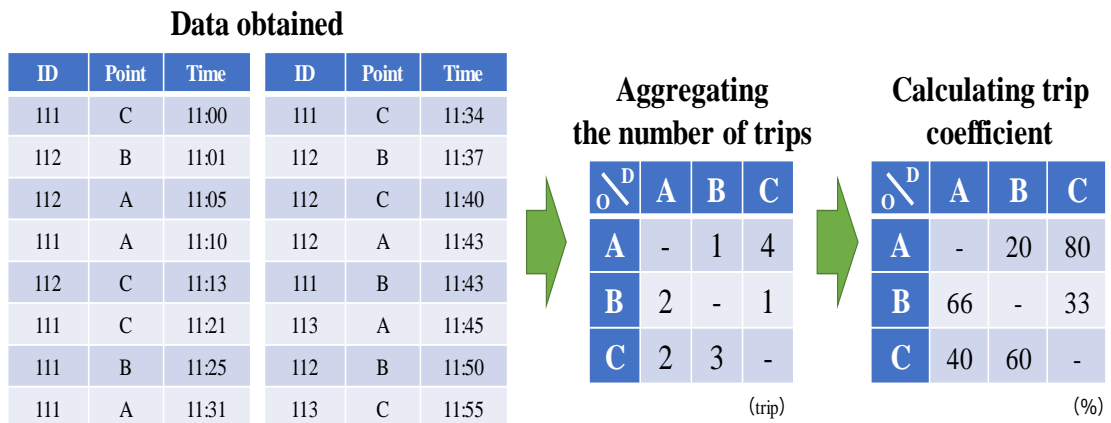 Data obtained
ID Point Time
111 C 11:00
112 B 11:01
112 A 11:05
111 A 11:10
112 C 11:13
111 C 11:21
111 B 11:25
111 A 11:31
ID Point Time
111 C 11:34
112 B 11:37
112 C 11:40
112 A 11:43
111 B 11:43
113 A 11:45
112 B 11:50
113 C 11:55
Aggregating
the number of trips
O D A B C
A - 1 4
B 2 - 1
C 2 3 -
(trip)
Calculating trip
coefficient
O D A B C
A - 20 80
B 66 - 33
C 40 60 -
(%)